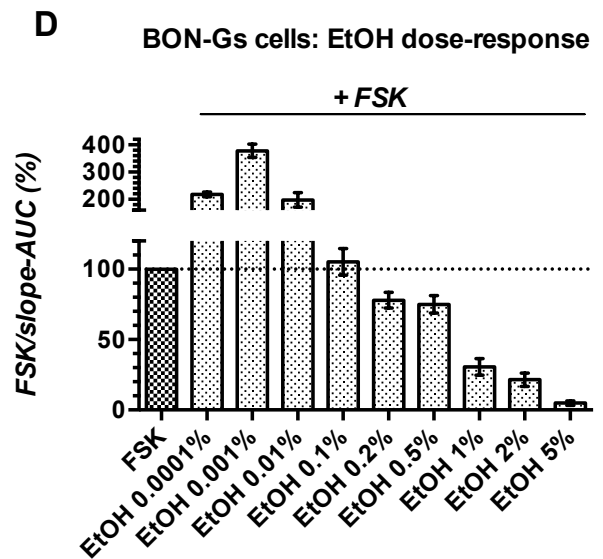 D
BON-Gs cells: EtOH dose-response
+ FSK
FSK/slope-AUC (%)
400
300
200
100
50
0
FSK
EtOH 0.0001%
EtOH 0.001%
EtOH 0.01%
EtOH 0.1%
EtOH 0.2%
EtOH 0.5%
EtOH 1%
EtOH 2%
EtOH 5%